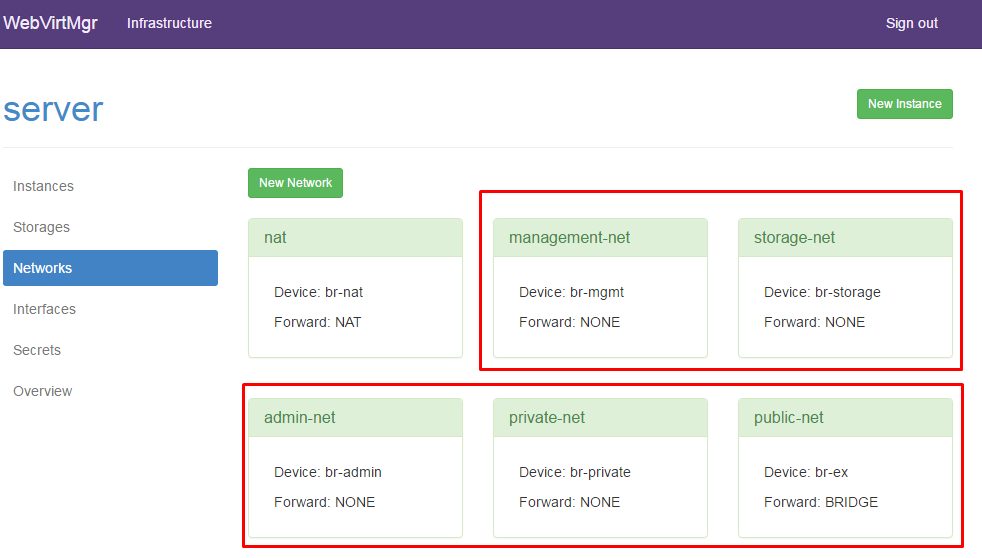 WebVirtMgr Infrastructure Sign out
server
New Instance
Instances
Storages
Networks
Interfaces
Secrets
Overview
New Network
nat
Device: br-nat
Forward: NAT
management-net
Device: br-mgmt
Forward: NONE
storage-net
Device: br-storage
Forward: NONE
admin-net
Device: br-admin
Forward: NONE
private-net
Device: br-private
Forward: NONE
public-net
Device: br-ex
Forward: BRIDGE